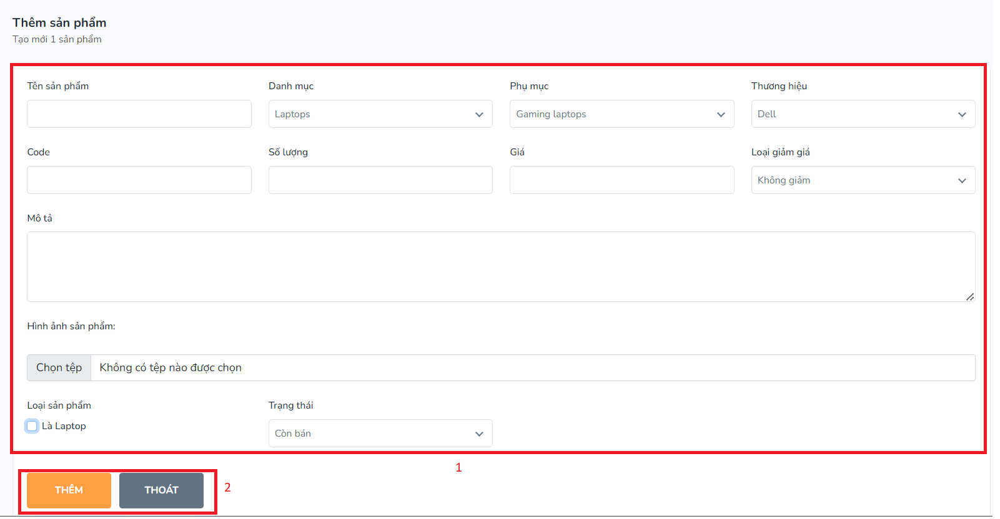 Thêm sản phẩm
Tạo mới 1 sản phẩm
Tên sản phẩm Danh mục Phụ mục Thương hiệu
Laptops Gaming laptops Dell
Code Số lượng Giá Loại giảm giá
Không giảm
Mô tả
Hình ảnh sản phẩm:
Chọn tệp Không có tệp nào được chọn
Loại sản phẩm Trạng thái
Là Laptop Còn bán
1
THÊM THOÁT 2